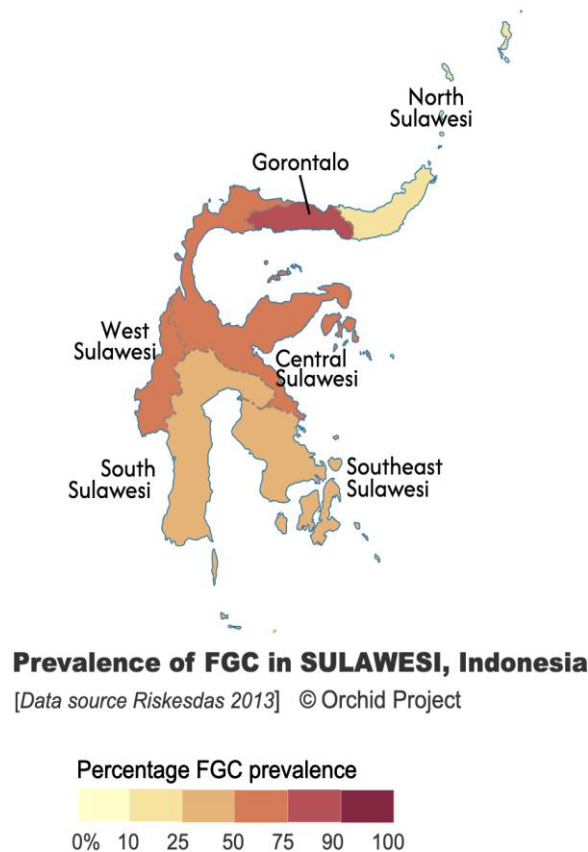 North
Sulawesi
Gorontalo
West
Sulawesi
Central
Sulawesi
South
Sulawesi
Southeast
Sulawesi
Prevalence of FGC in SULAWESI, Indonesia
[Data source Riskesdas 2013] © Orchid Project
Percentage FGC prevalence
0% 10 25 50 75 90 100